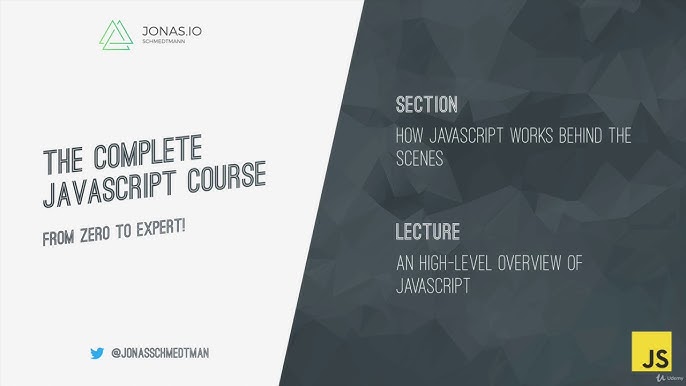 JONAS.IO
SCHMEDTMANN
THE COMPLETE
JAVASCRIPT COURSE
FROM ZERO TO EXPERT!
@JONASSCHMEDTMAN
SECTION
HOW JAVASCRIPT WORKS BEHIND THE
SCENES
LECTURE
AN HIGH-LEVEL OVERVIEW OF
JAVASCRIPT
JS
Udemy